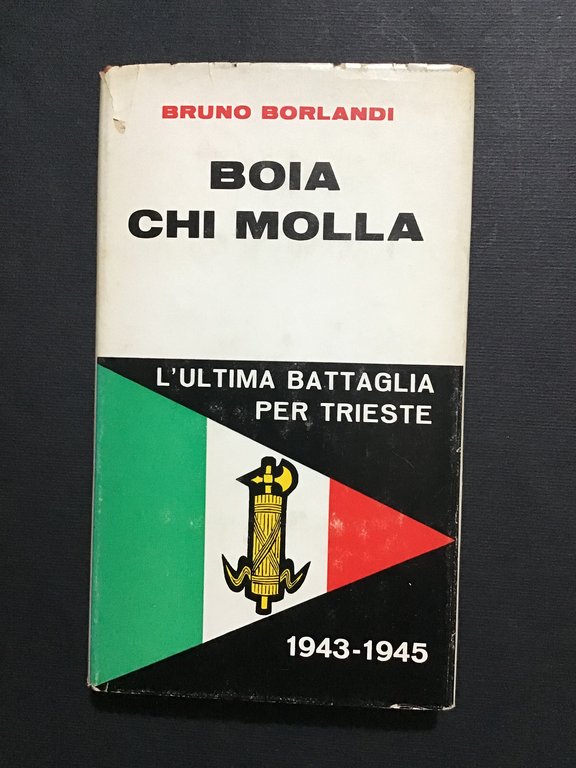 BRUNO BORLANDI
BOIA
CHI MOLLA
L'ULTIMA BATTAGLIA
PER TRIESTE
1943-1945